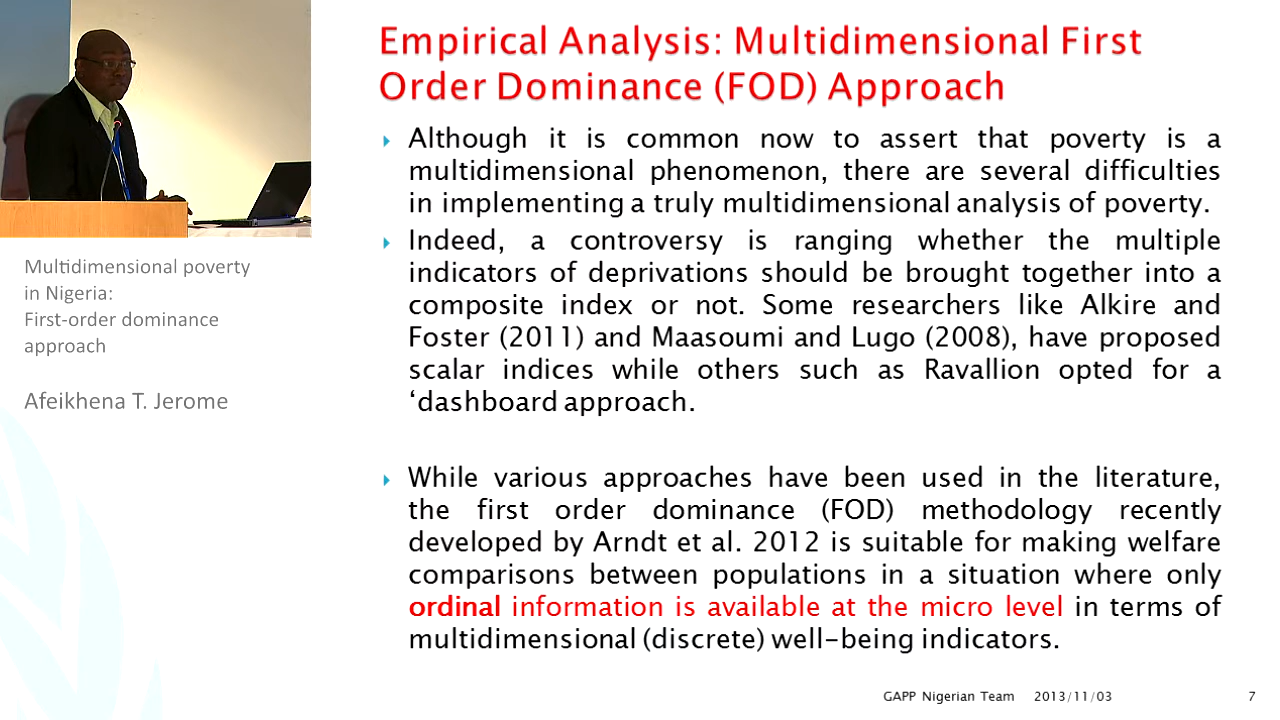 Empirical Analysis: Multidimensional First
Order Dominance (FOD) Approach
Although it is common now to assert that poverty is a
multidimensional phenomenon, there are several difficulties
in implementing a truly multidimensional analysis of poverty.
Indeed, a controversy is ranging whether the multiple
indicators of deprivations should be brought together into a
composite index or not. Some researchers like Alkire and
Foster (2011) and Maasoumi and Lugo (2008), have proposed
scalar indices while others such as Ravallion opted for a
‘dashboard approach.
While various approaches have been used in the literature,
the first order dominance (FOD) methodology recently
developed by Arndt et al. 2012 is suitable for making welfare
comparisons between populations in a situation where only
ordinal information is available at the micro level in terms of
multidimensional (discrete) well-being indicators.
Multidimensional poverty
in Nigeria:
First-order dominance
approach
Afeikhena T. Jerome
GAPP Nigerian Team 2013/11/03 7